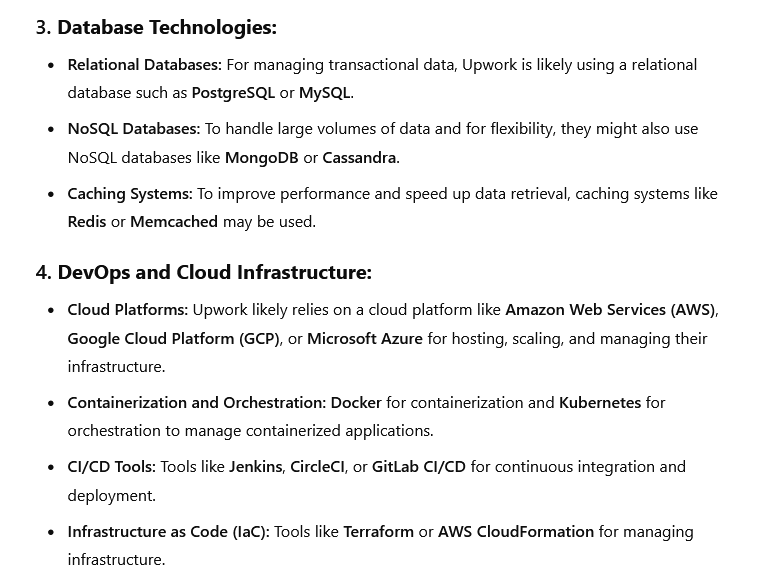 3. Database Technologies:
• Relational Databases: For managing transactional data, Upwork is likely using a relational
database such as PostgreSQL or MySQL.
• NoSQL Databases: To handle large volumes of data and for flexibility, they might also use
NoSQL databases like MongoDB or Cassandra.
• Caching Systems: To improve performance and speed up data retrieval, caching systems like
Redis or Memcached may be used.
4. DevOps and Cloud Infrastructure:
• Cloud Platforms: Upwork likely relies on a cloud platform like Amazon Web Services (AWS),
Google Cloud Platform (GCP), or Microsoft Azure for hosting, scaling, and managing their
infrastructure.
• Containerization and Orchestration: Docker for containerization and Kubernetes for
orchestration to manage containerized applications.
• CI/CD Tools: Tools like Jenkins, CircleCI, or GitLab CI/CD for continuous integration and
deployment.
• Infrastructure as Code (IaC): Tools like Terraform or AWS CloudFormation for managing
infrastructure.